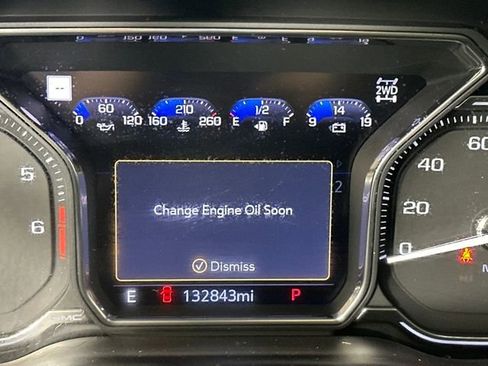 --
2WD
60 210 1/2 14
0 120 160 260 E F 9 19
Change Engine Oil Soon
Dismiss
E 132843mi P
5
6
GMC
60
40
20
0